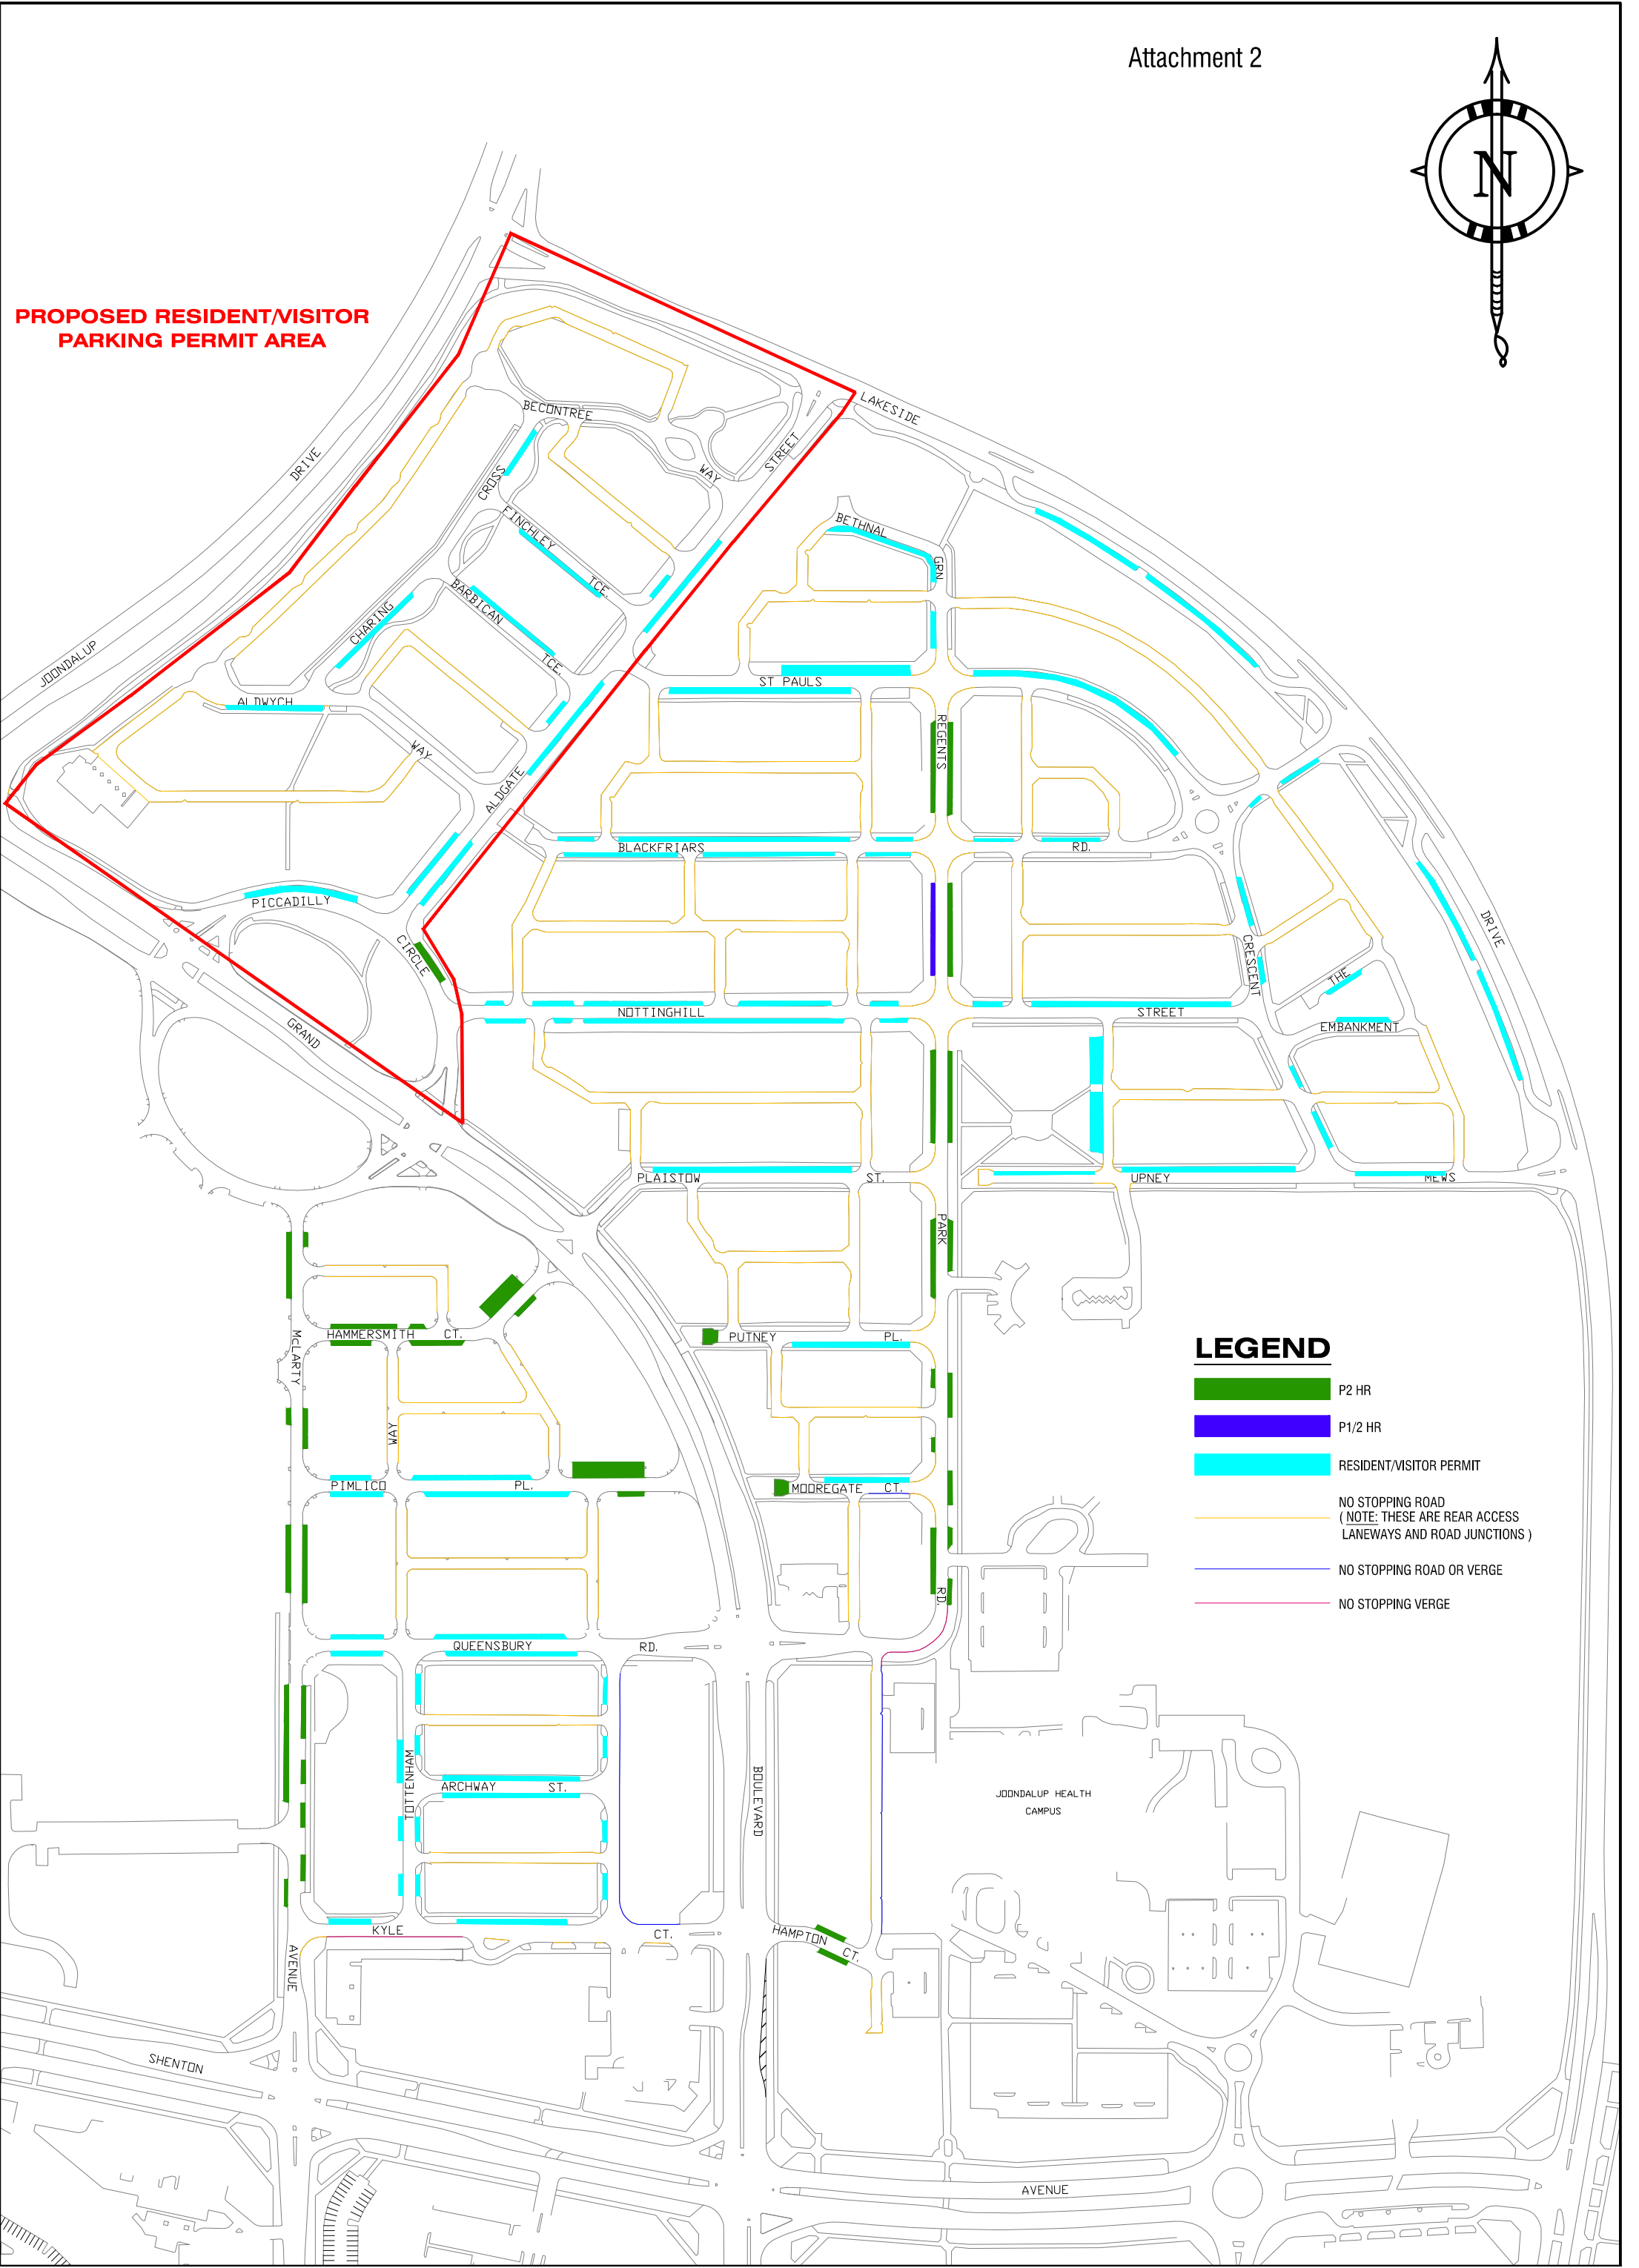 Attachment 2
N
PROPOSED RESIDENT/VISITOR
PARKING PERMIT AREA
LAKESIDE
BECONTREE
STREET
WAY
DRIVE
CROSS
FINCHLEY
TCE.
BETHNAL
GRN
CHARING
BARBICAN
TCE.
JOONDALUP
ALDWYCH
WAY
ST PAULS
REGENTS
ALDGATE
BLACKFRIARS
RD.
PICCADILLY
CIRCLE
CRESCENT
DRIVE
THE
GRAND
NOTTINGHILL
STREET
EMBANKMENT
PLAISTOW
ST.
UPNEY
MEWS
PARK
HAMMERSMITH
CT.
PUTNEY
PL.
McLARTY
WAY
PIMLICO
PL.
MOOREGATE
CT.
RD.
LEGEND
P2 HR
P1/2 HR
RESIDENT/VISITOR PERMIT
NO STOPPING ROAD
( NOTE: THESE ARE REAR ACCESS
LANEWAYS AND ROAD JUNCTIONS )
NO STOPPING ROAD OR VERGE
NO STOPPING VERGE
QUEENSBURY
RD.
TOTTENHAM
ARCHWAY
ST.
BOULEVARD
JOONDALUP HEALTH
CAMPUS
KYLE
CT.
HAMPTON
CT.
AVENUE
SHENTON
AVENUE